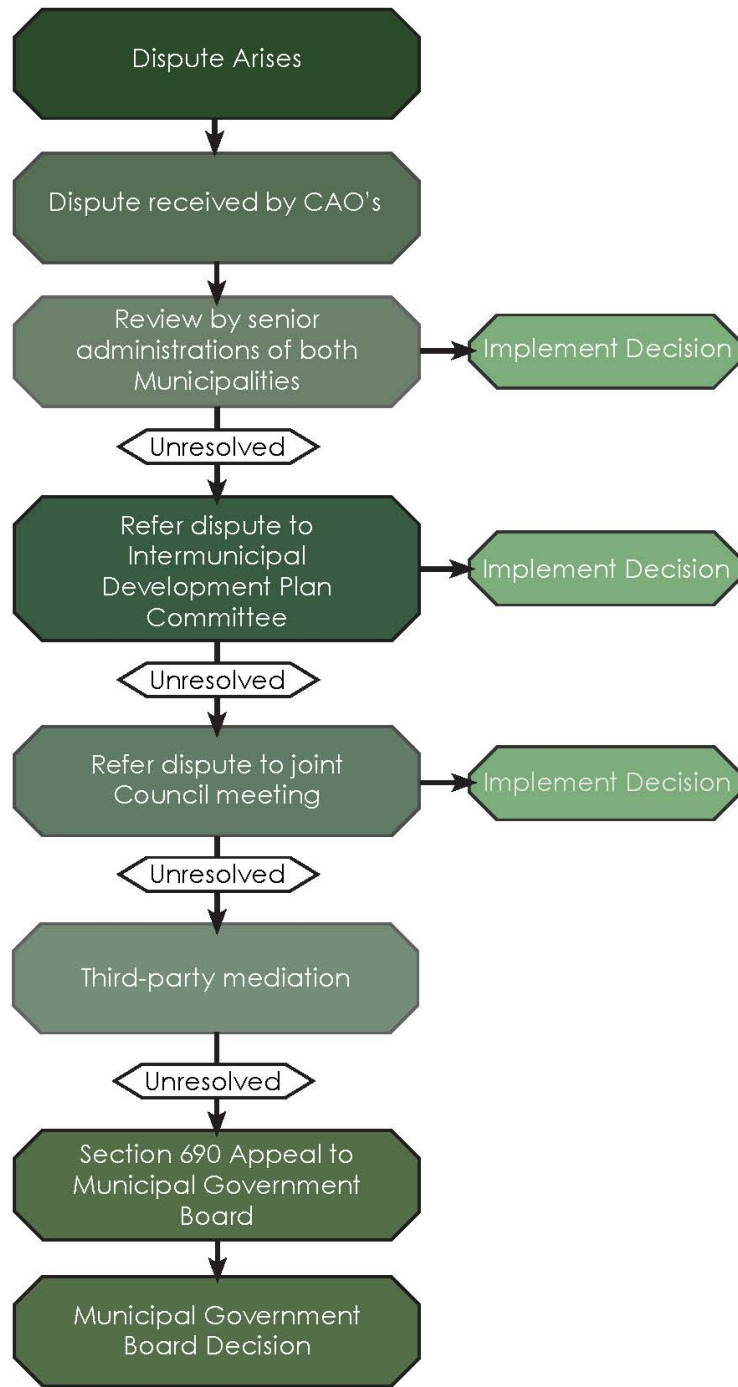 Dispute Arises
Dispute received by CAO's
Review by senior
administrations of both
Municipalities
Implement Decision
Unresolved
Refer dispute to
Intermunicipal
Development Plan
Committee
Implement Decision
Unresolved
Refer dispute to joint
Council meeting
Implement Decision
Unresolved
Third-party mediation
Unresolved
Section 690 Appeal to
Municipal Government
Board
Municipal Government
Board Decision